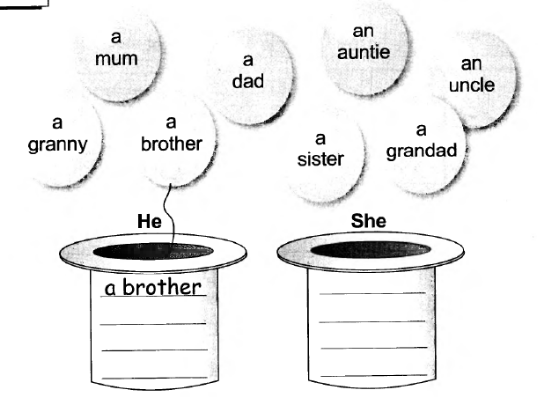 a
mum
a
dad
an
auntie
an
uncle
a
granny
a
brother
a
sister
a
grandad
He
She
a brother